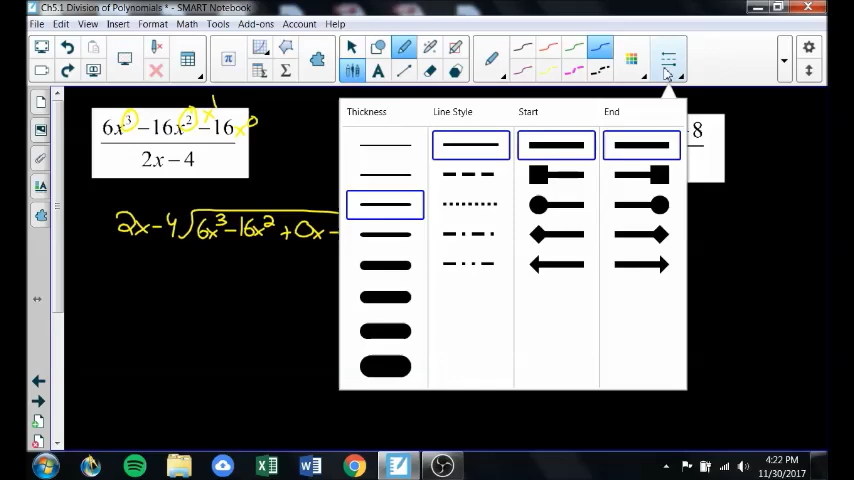 Ch5.1 Division of Polynomials * - SMART Notebook
File Edit View Insert Format Math Tools Add-ons Account Help
π
A
Σ
Thickness Line Style Start End
6x³ – 16x² – 16 x¹ x⁰
2x – 4
-8
2x - 4 6x³ - 16x² + 0x -
4:22 PM
11/30/2017